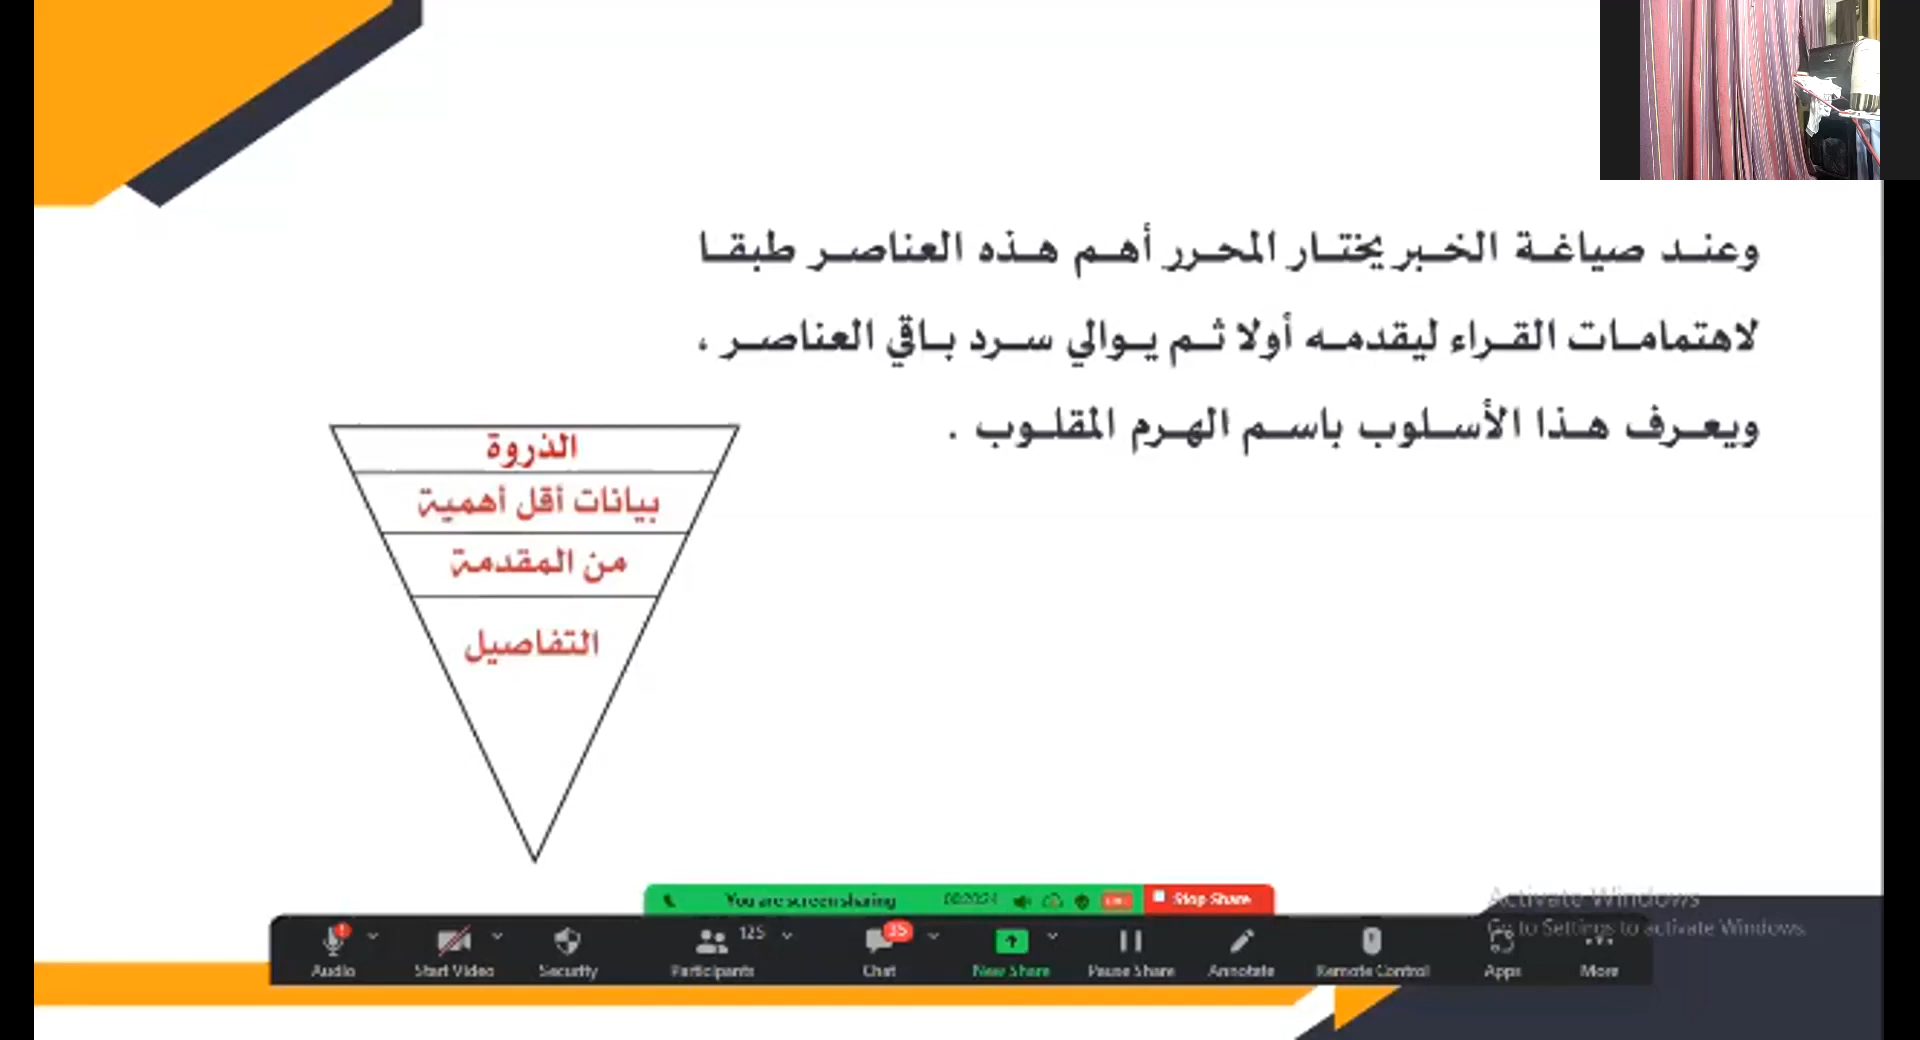 وعند صياغة الخبر يختار المحرر أهم هذه العناصر طبقا
لاهتمامات القراء ليقدمه أولا ثم يوالي سرد باقي العناصر ،
ويعرف هذا الأسلوب باسم الهرم المقلوب .
الذروة
بيانات أقل أهمية
من المقدمة
التفاصيل
You are screen sharing
Stop Share
Activate Windows
Go to Settings to activate Windows.
Audio
Start Video
Security
125
Participants
35
Chat
New Share
Pause Share
Annotate
Remote Control
Apps
More